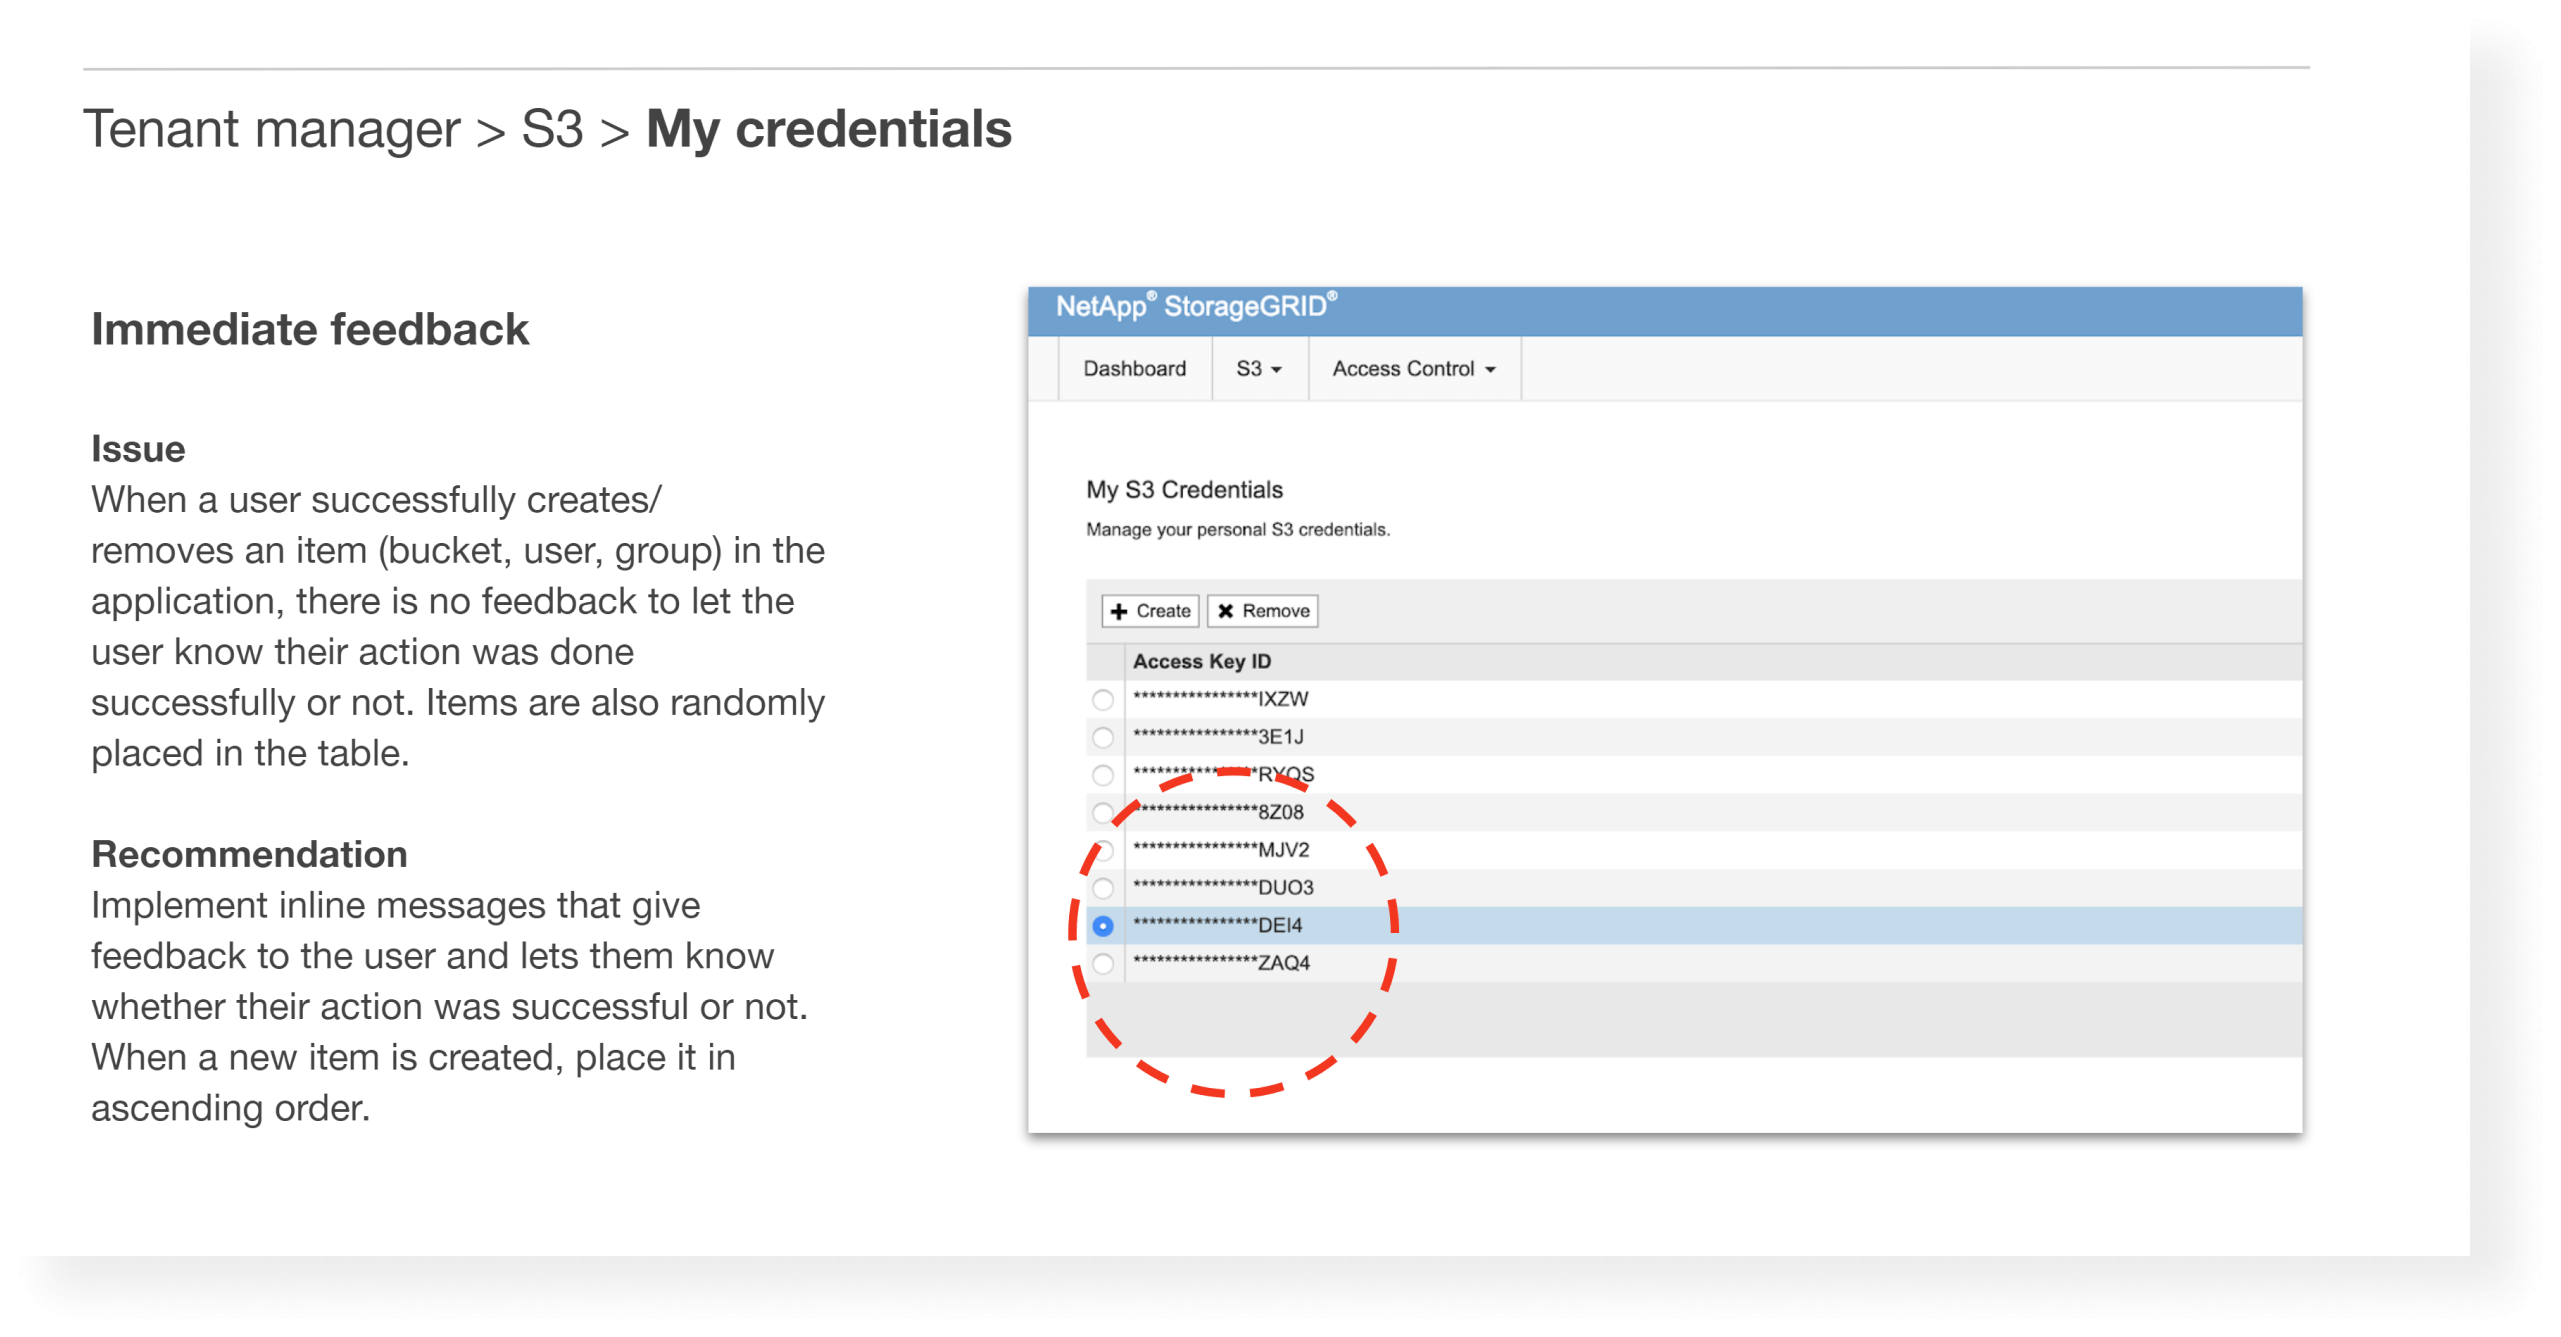 Tenant manager > S3 > My credentials
Immediate feedback
Issue
When a user successfully creates/
removes an item (bucket, user, group) in the
application, there is no feedback to let the
user know their action was done
successfully or not. Items are also randomly
placed in the table.
Recommendation
Implement inline messages that give
feedback to the user and lets them know
whether their action was successful or not.
When a new item is created, place it in
ascending order.
NetApp® StorageGRID®
Dashboard S3 Access Control
My S3 Credentials
Manage your personal S3 credentials.
Create Remove
Access Key ID
****************IXZW
****************3E1J
****************RYQS
****************8Z08
****************MJV2
****************DUO3
****************DEI4
****************ZAQ4